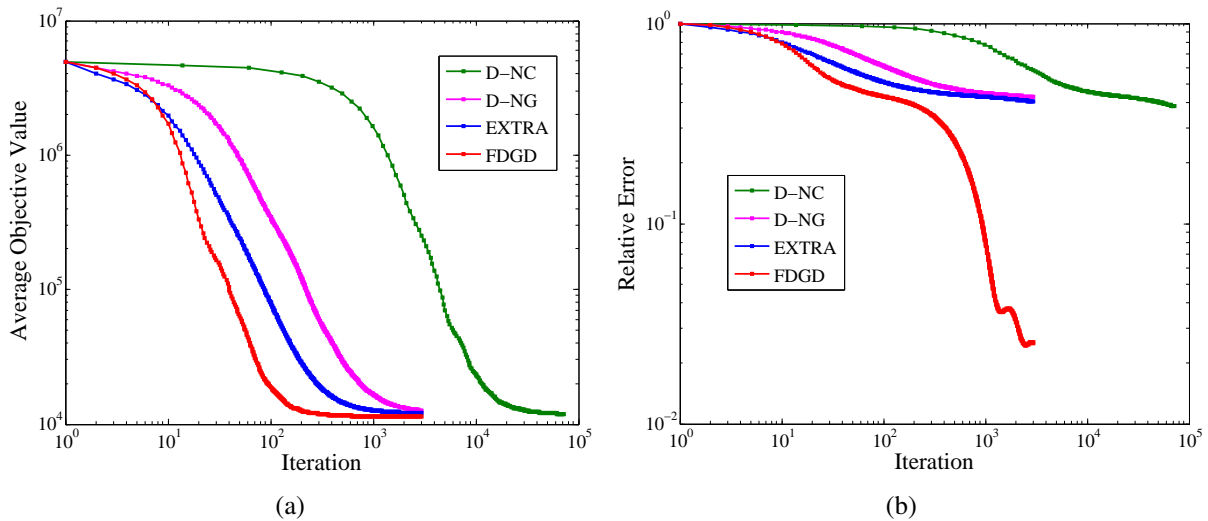 10^7
10^6
10^5
10^4
Average Objective Value
D−NC
D−NG
EXTRA
FDGD
10^0 10^1 10^2 10^3 10^4 10^5
Iteration
(a)
10^0
10^−1
10^−2
Relative Error
D−NC
D−NG
EXTRA
FDGD
10^0 10^1 10^2 10^3 10^4 10^5
Iteration
(b)